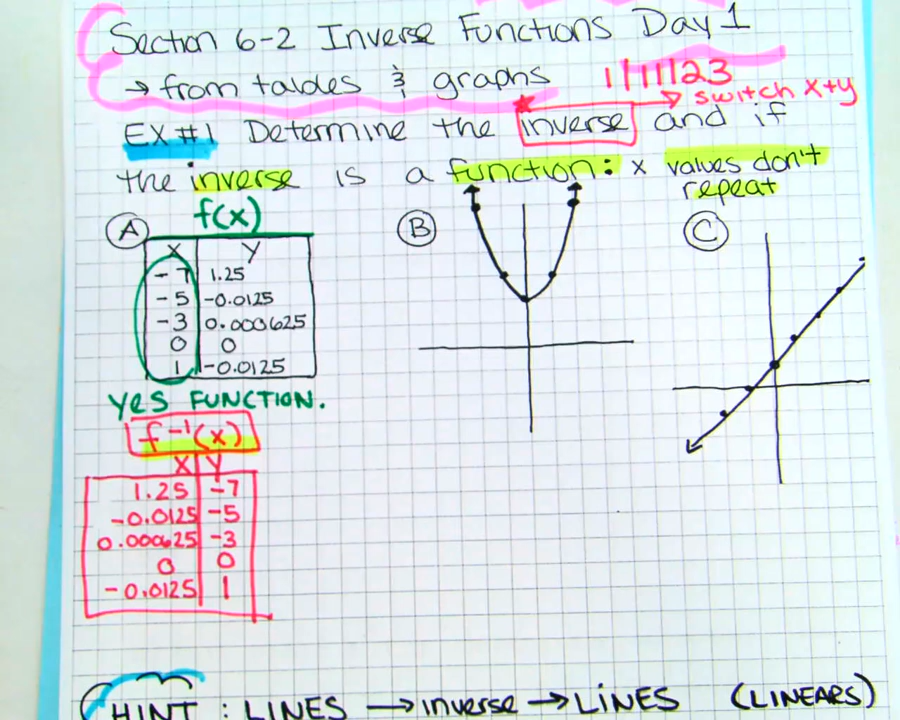 Section 6-2 Inverse Functions Day 1
→ from tables & graphs 1/11/23
★ → switch x+y
EX #1 Determine the inverse and if
the inverse is a function: x values don't
repeat
A f(x) B C
x y
-7 1.25
-5 -0.0125
-3 0.000625
0 0
1 -0.0125
YES FUNCTION.
f⁻¹(x)
x y
1.25 -7
-0.0125 -5
0.000625 -3
0 0
-0.0125 1
HINT : LINES → inverse → LINES (LINEARS)